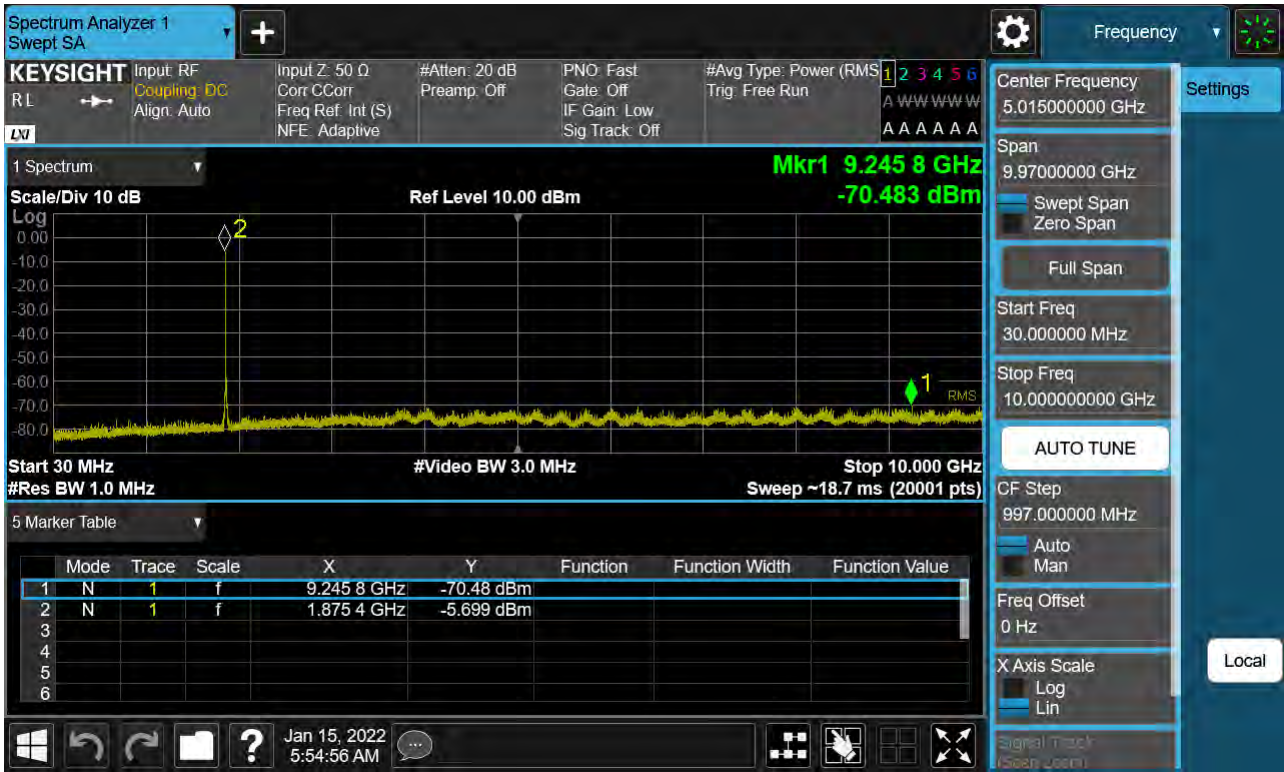 Spectrum Analyzer 1
Swept SA
+
Frequency
KEYSIGHT
RL
LXI
Input: RF
Coupling: DC
Align: Auto
Input Z: 50 Ω
Corr CCorr
Freq Ref: Int (S)
NFE: Adaptive
#Atten: 20 dB
Preamp: Off
PNO: Fast
Gate: Off
IF Gain: Low
Sig Track: Off
#Avg Type: Power (RMS
Trig: Free Run
1 2 3 4 5 6
A W W W W W
A A A A A A
1 Spectrum
Mkr1 9.245 8 GHz
Scale/Div 10 dB
Ref Level 10.00 dBm
-70.483 dBm
Log
0.00
-10.0
-20.0
-30.0
-40.0
-50.0
-60.0
-70.0
-80.0
2
1
RMS
Start 30 MHz
#Video BW 3.0 MHz
Stop 10.000 GHz
#Res BW 1.0 MHz
Sweep ~18.7 ms (20001 pts)
5 Marker Table
Mode Trace Scale X Y Function Function Width Function Value
1 N 1 f 9.245 8 GHz -70.48 dBm
2 N 1 f 1.875 4 GHz -5.699 dBm
3
4
5
6
Jan 15, 2022
5:54:56 AM
?
Center Frequency
5.015000000 GHz
Span
9.97000000 GHz
Swept Span
Zero Span
Full Span
Start Freq
30.000000 MHz
Stop Freq
10.000000000 GHz
AUTO TUNE
CF Step
997.000000 MHz
Auto
Man
Freq Offset
0 Hz
X Axis Scale
Log
Lin
Signal Track
(Span Zoom)
Settings
Local